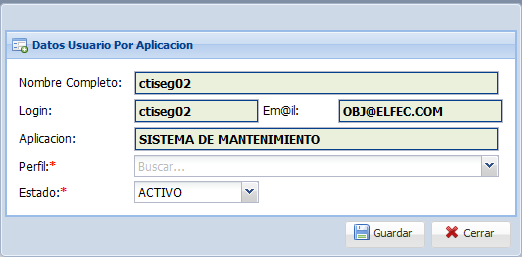 Datos Usuario Por Aplicacion
Nombre Completo: ctiseg02
Login: ctiseg02 Em@il: OBJ@ELFEC.COM
Aplicacion: SISTEMA DE MANTENIMIENTO
Perfil:* Buscar...
Estado:* ACTIVO
Guardar Cerrar